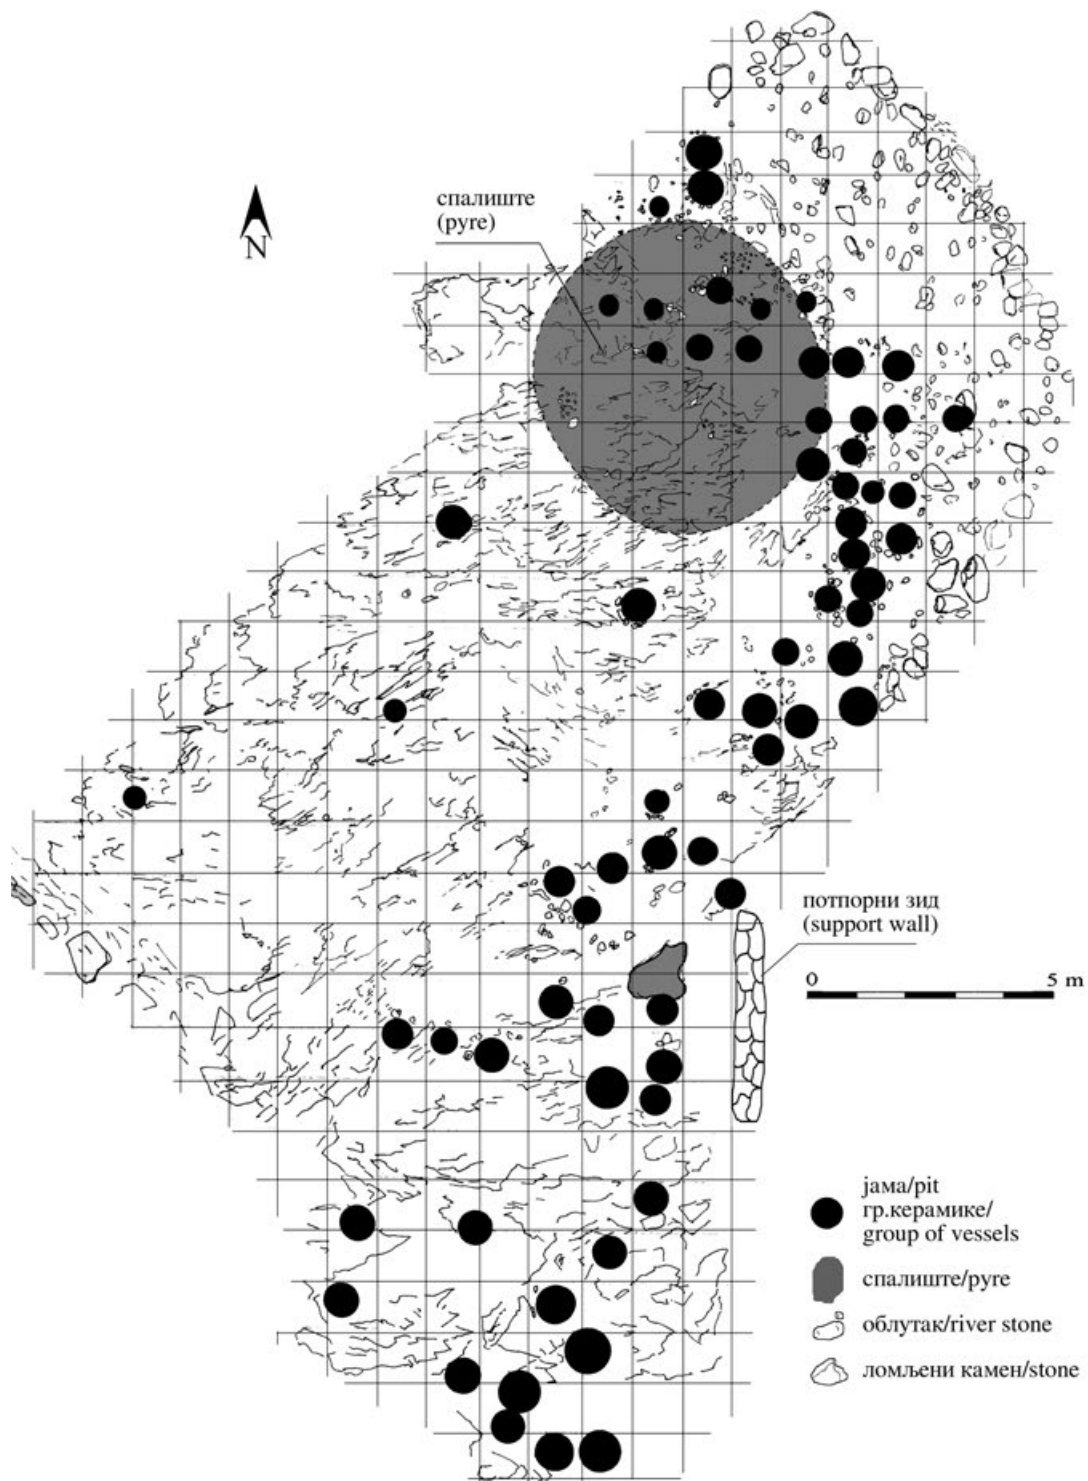 спалиште
(pyre)
N
потпорни зид
(support wall)
0 5 m
јама/pit
гр.керамике/
group of vessels
спалиште/pyre
облутак/river stone
ломљени камен/stone